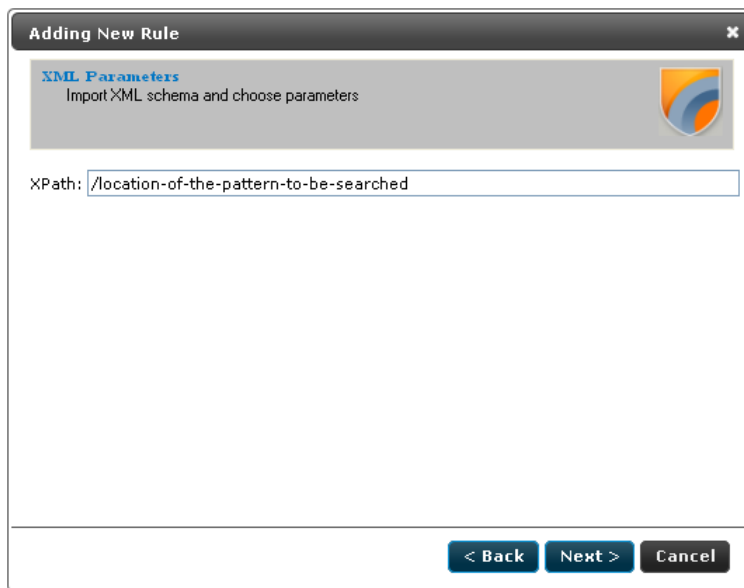 Adding New Rule
XML Parameters
Import XML schema and choose parameters
XPath: /location-of-the-pattern-to-be-searched
< Back Next > Cancel